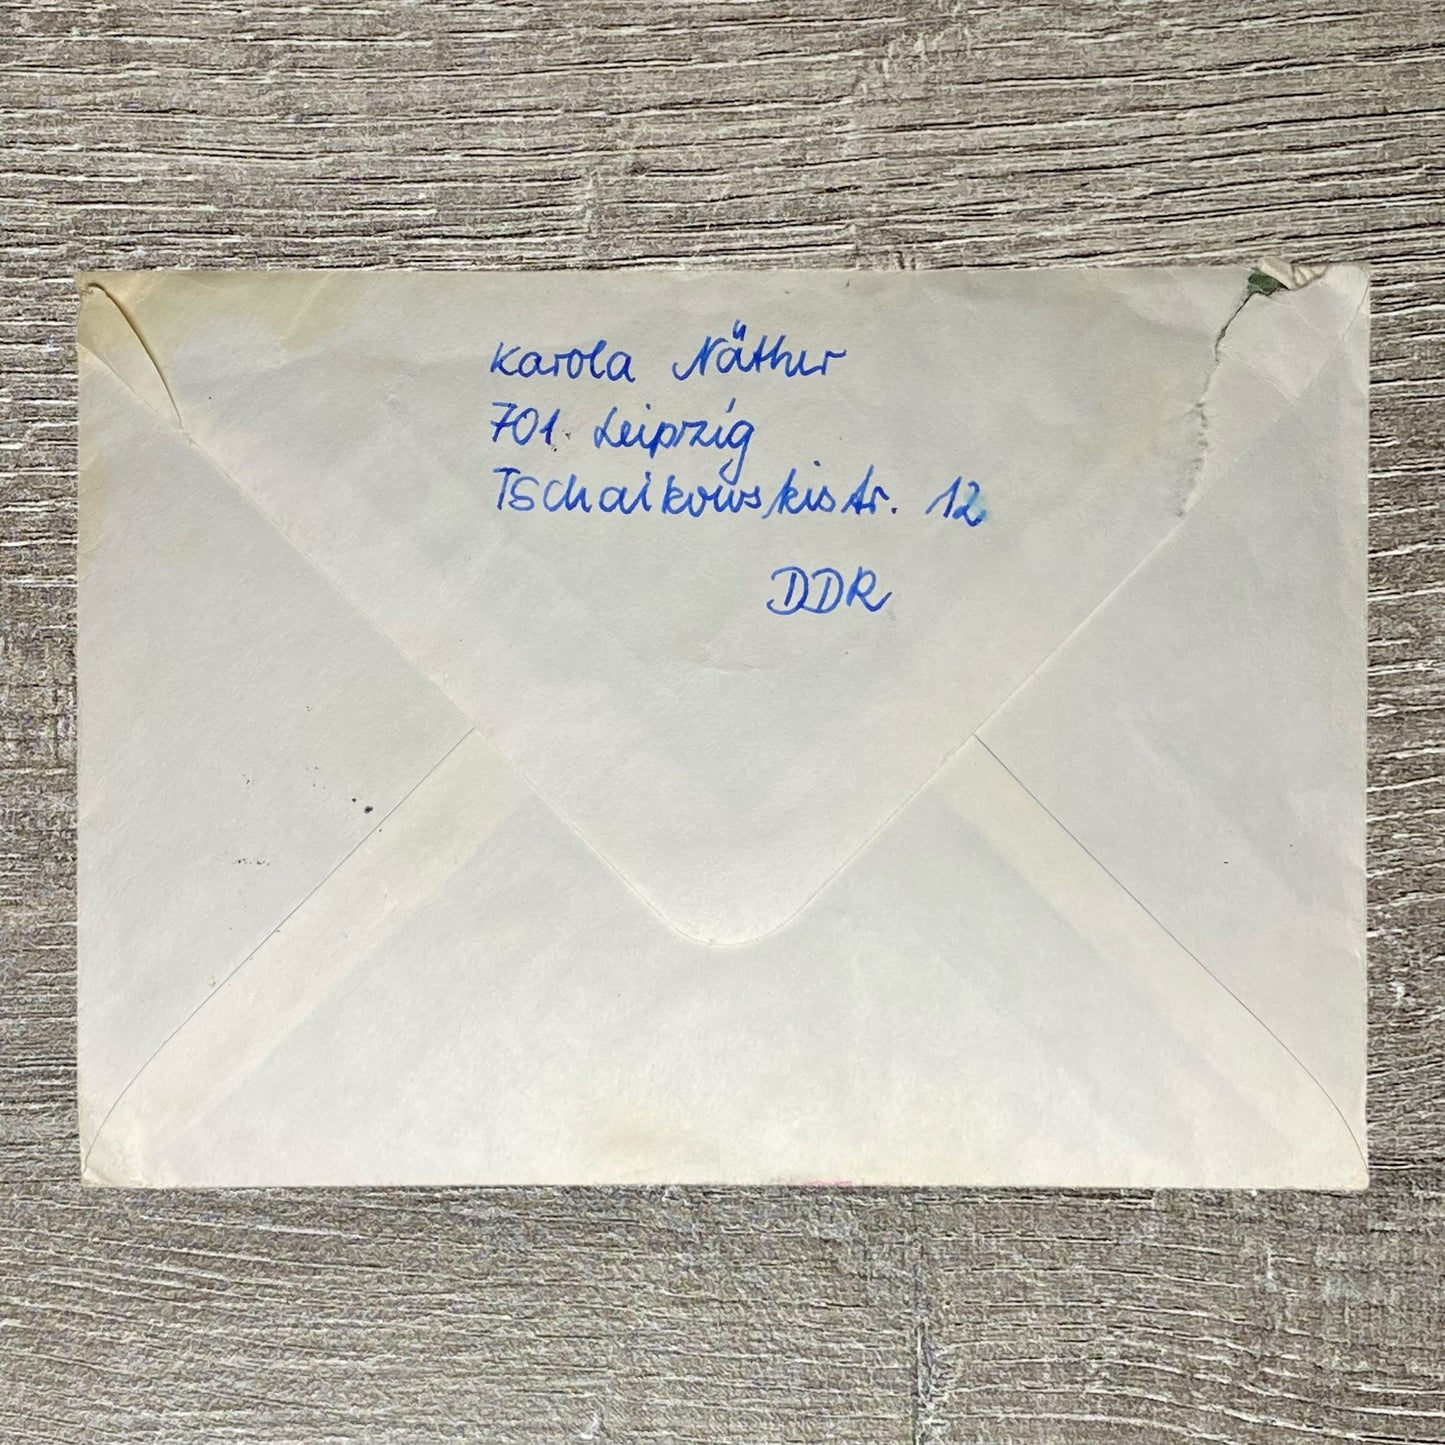 Karola Näther
701 Leipzig
Tschaikowskistr. 12
DDR